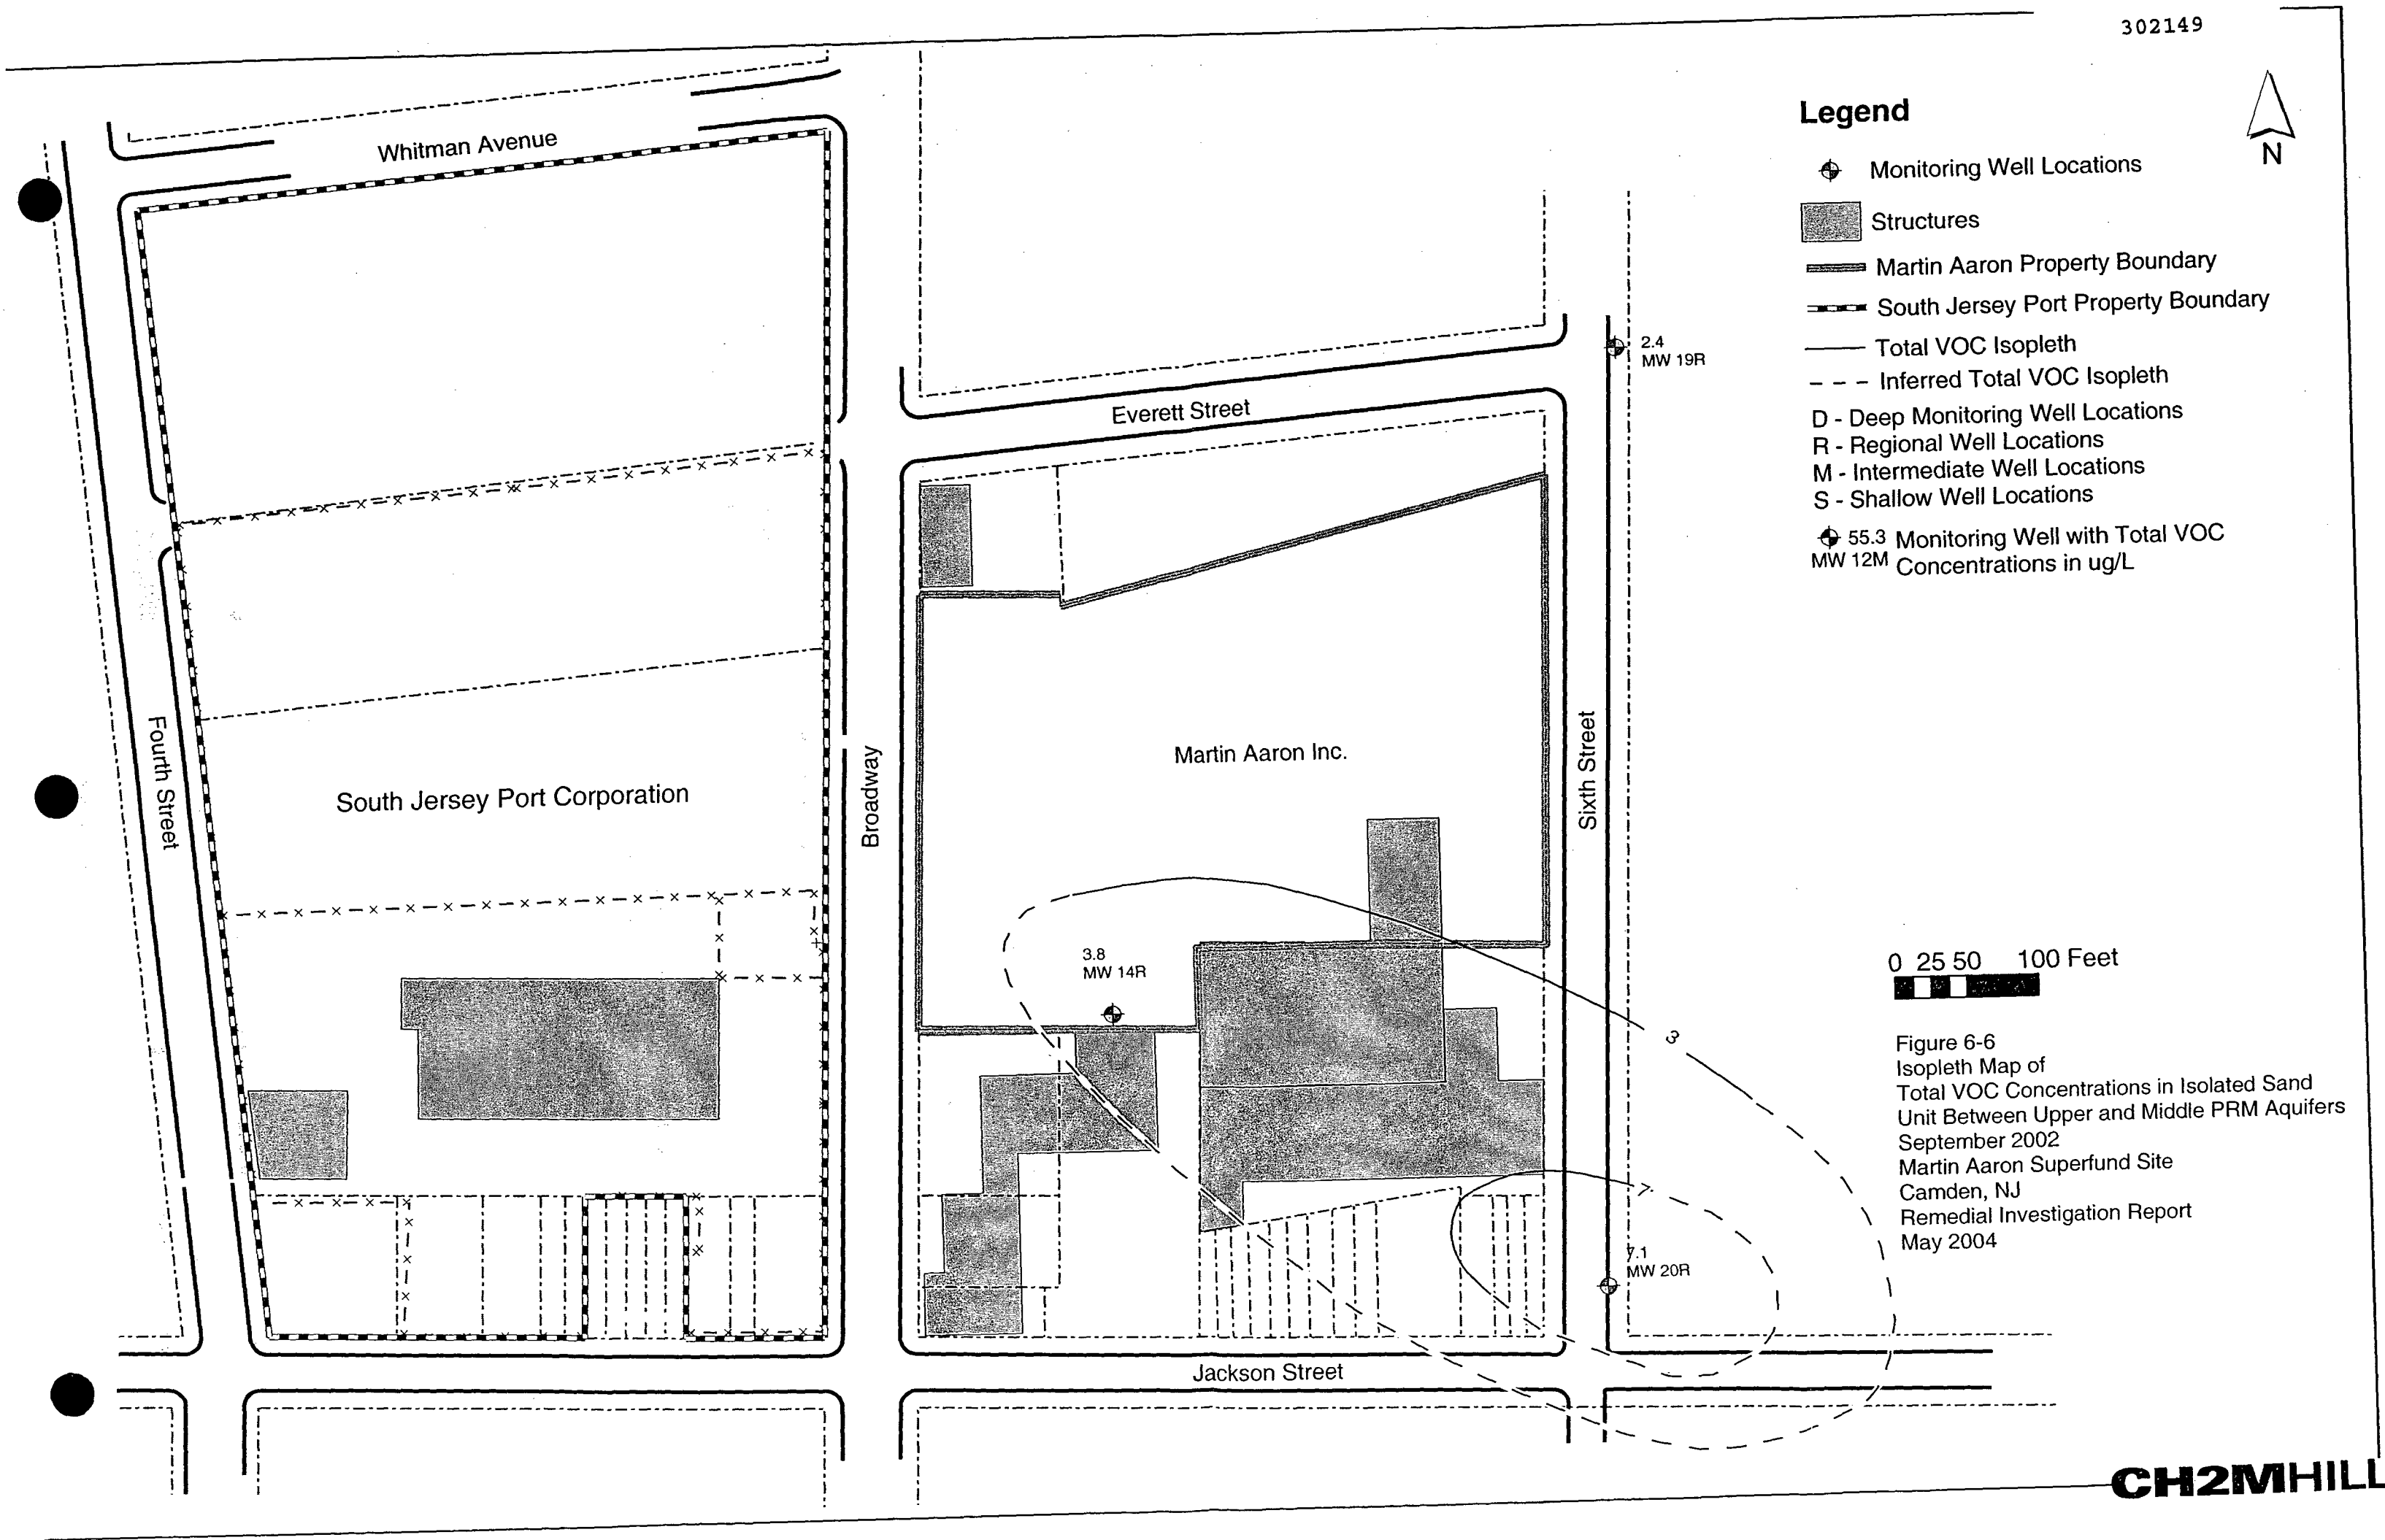 302149
Legend
N
Monitoring Well Locations
Structures
Martin Aaron Property Boundary
South Jersey Port Property Boundary
Total VOC Isopleth
Inferred Total VOC Isopleth
D - Deep Monitoring Well Locations
R - Regional Well Locations
M - Intermediate Well Locations
S - Shallow Well Locations
55.3 Monitoring Well with Total VOC
MW 12M Concentrations in ug/L
Whitman Avenue
2.4
MW 19R
Everett Street
Fourth Street
South Jersey Port Corporation
Broadway
Martin Aaron Inc.
Sixth Street
3.8
MW 14R
3
7
7.1
MW 20R
Jackson Street
0 25 50 100 Feet
Figure 6-6
Isopleth Map of
Total VOC Concentrations in Isolated Sand
Unit Between Upper and Middle PRM Aquifers
September 2002
Martin Aaron Superfund Site
Camden, NJ
Remedial Investigation Report
May 2004
CH2MHILL